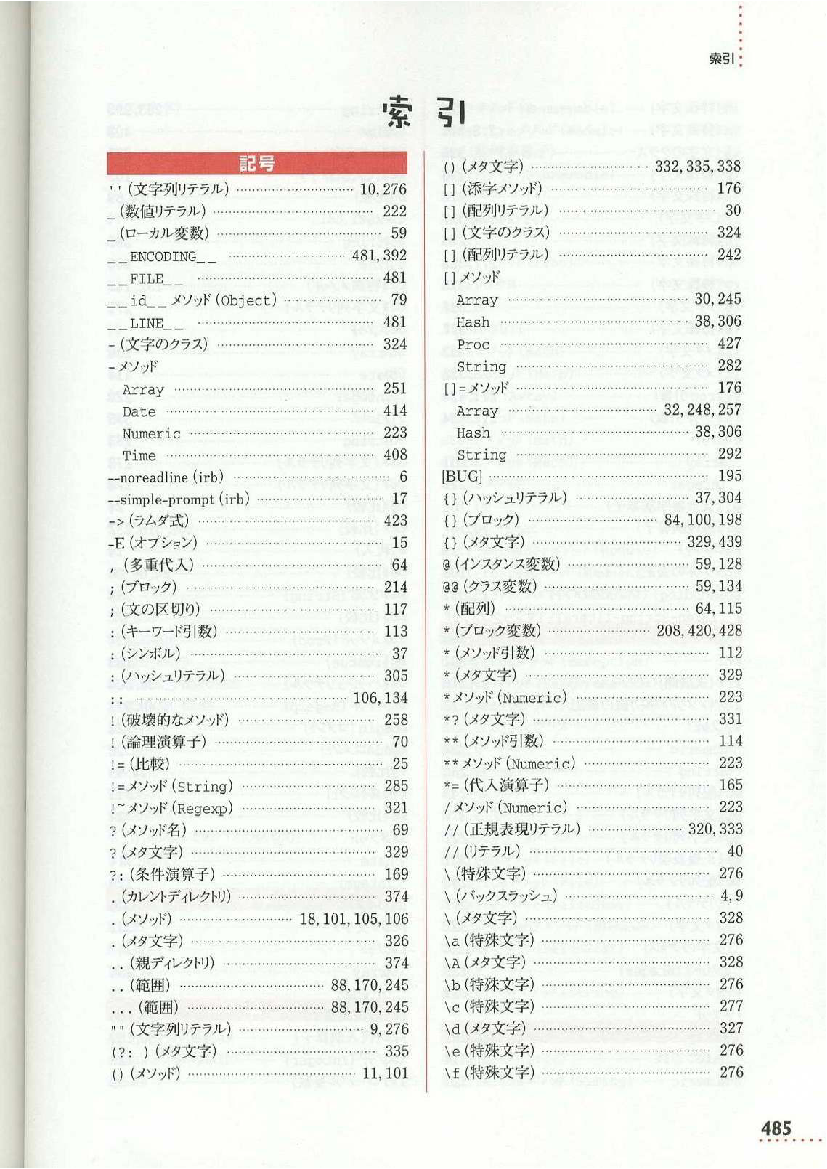 索引
索引
記号
' ' (文字列リテラル) 10, 276
_ (数値リテラル) 222
_ (ローカル変数) 59
__ENCODING__ 481, 392
__FILE__ 481
__id__ メソッド (Object) 79
__LINE__ 481
- (文字のクラス) 324
- メソッド
Array 251
Date 414
Numeric 223
Time 408
--noreadline (irb) 6
--simple-prompt (irb) 17
-> (ラムダ式) 423
-E (オプション) 15
, (多重代入) 64
; (ブロック) 214
; (文の区切り) 117
: (キーワード引数) 113
: (シンボル) 37
: (ハッシュリテラル) 305
:: 106, 134
! (破壊的なメソッド) 258
! (論理演算子) 70
!= (比較) 25
!= メソッド (String) 285
!~ メソッド (Regexp) 321
? (メソッド名) 69
? (メタ文字) 329
?: (条件演算子) 169
. (カレントディレクトリ) 374
. (メソッド) 18, 101, 105, 106
. (メタ文字) 326
.. (親ディレクトリ) 374
.. (範囲) 88, 170, 245
... (範囲) 88, 170, 245
" " (文字列リテラル) 9, 276
(?: ) (メタ文字) 335
() (メソッド) 11, 101
() (メタ文字) 332, 335, 338
[] (添字メソッド) 176
[] (配列リテラル) 30
[] (文字のクラス) 324
[] (配列リテラル) 242
[] メソッド
Array 30, 245
Hash 38, 306
Proc 427
String 282
[]= メソッド 176
Array 32, 248, 257
Hash 38, 306
String 292
[BUG] 195
{} (ハッシュリテラル) 37, 304
{} (ブロック) 84, 100, 198
{} (メタ文字) 329, 439
@ (インスタンス変数) 59, 128
@@ (クラス変数) 59, 134
* (配列) 64, 115
* (ブロック変数) 208, 420, 428
* (メソッド引数) 112
* (メタ文字) 329
* メソッド (Numeric) 223
*? (メタ文字) 331
** (メソッド引数) 114
** メソッド (Numeric) 223
*= (代入演算子) 165
/ メソッド (Numeric) 223
// (正規表現リテラル) 320, 333
// (リテラル) 40
\ (特殊文字) 276
\ (バックスラッシュ) 4, 9
\ (メタ文字) 328
\a (特殊文字) 276
\A (メタ文字) 328
\b (特殊文字) 276
\c (特殊文字) 277
\d (メタ文字) 327
\e (特殊文字) 276
\f (特殊文字) 276
485